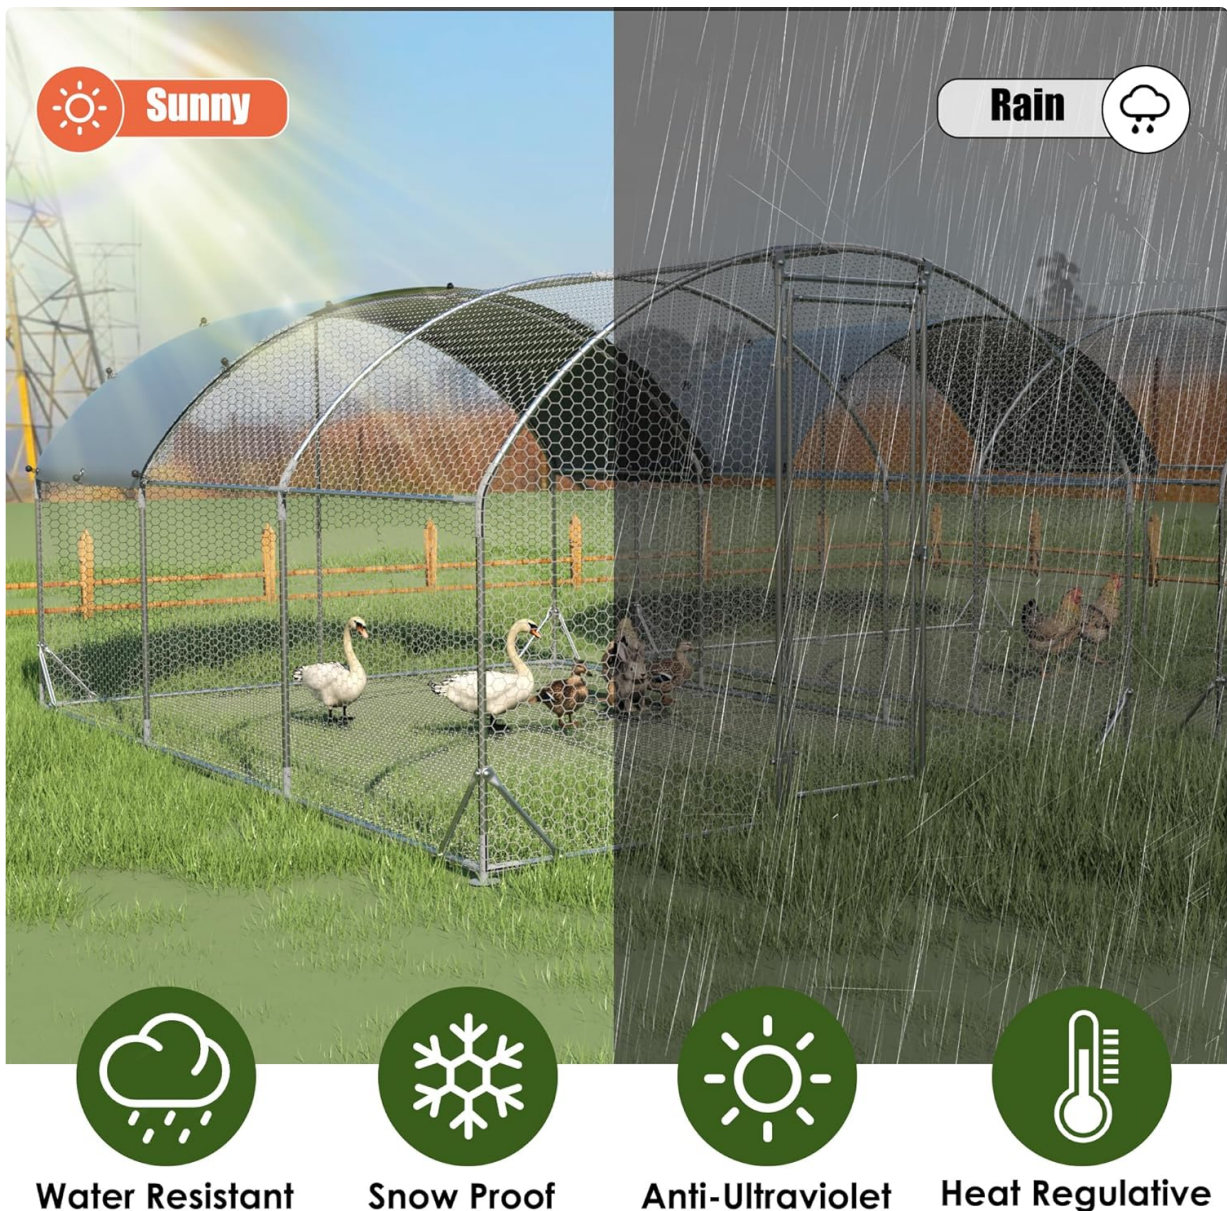 Sunny
Rain
Water Resistant
Snow Proof
Anti-Ultraviolet
Heat Regulative